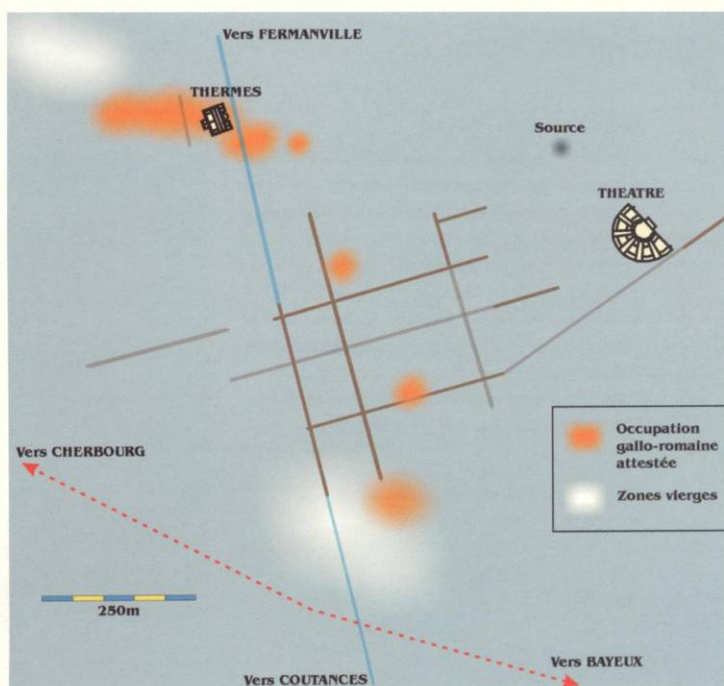 Vers FERMANVILLE
THERMES
Source
THEATRE
Occupation
gallo-romaine
attestée
Zones vierges
Vers CHERBOURG
250m
Vers COUTANCES
Vers BAYEUX